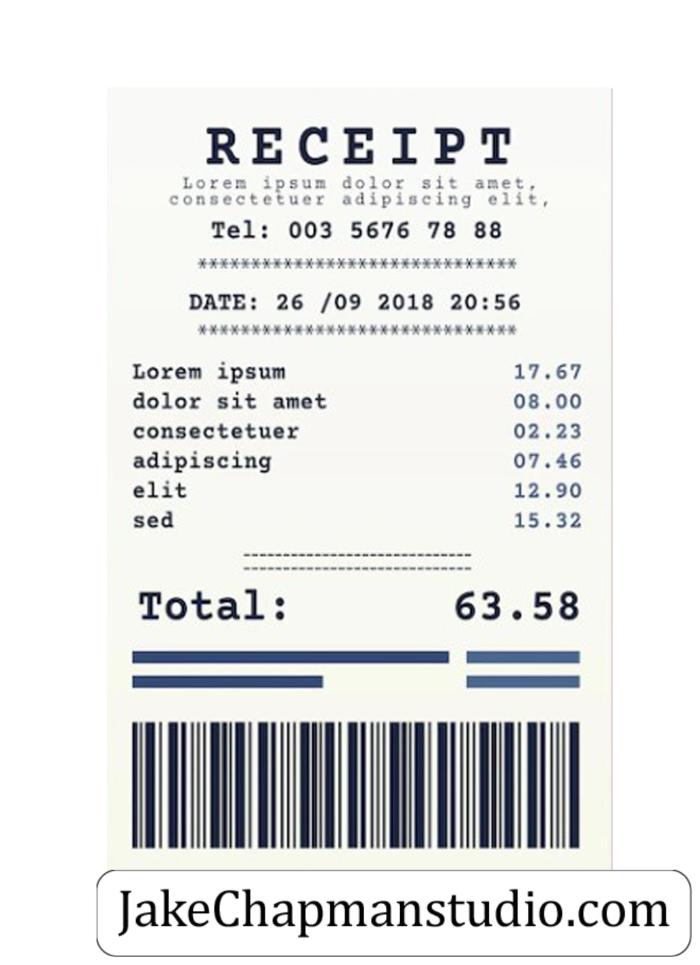 RECEIPT
Lorem ipsum dolor sit amet,
consectetuer adipiscing elit,
Tel: 003 5676 78 88
******************************
DATE: 26 /09 2018 20:56
******************************
Lorem ipsum 17.67
dolor sit amet 08.00
consectetuer 02.23
adipiscing 07.46
elit 12.90
sed 15.32
------------------------------
------------------------------
Total: 63.58
JakeChapmanstudio.com